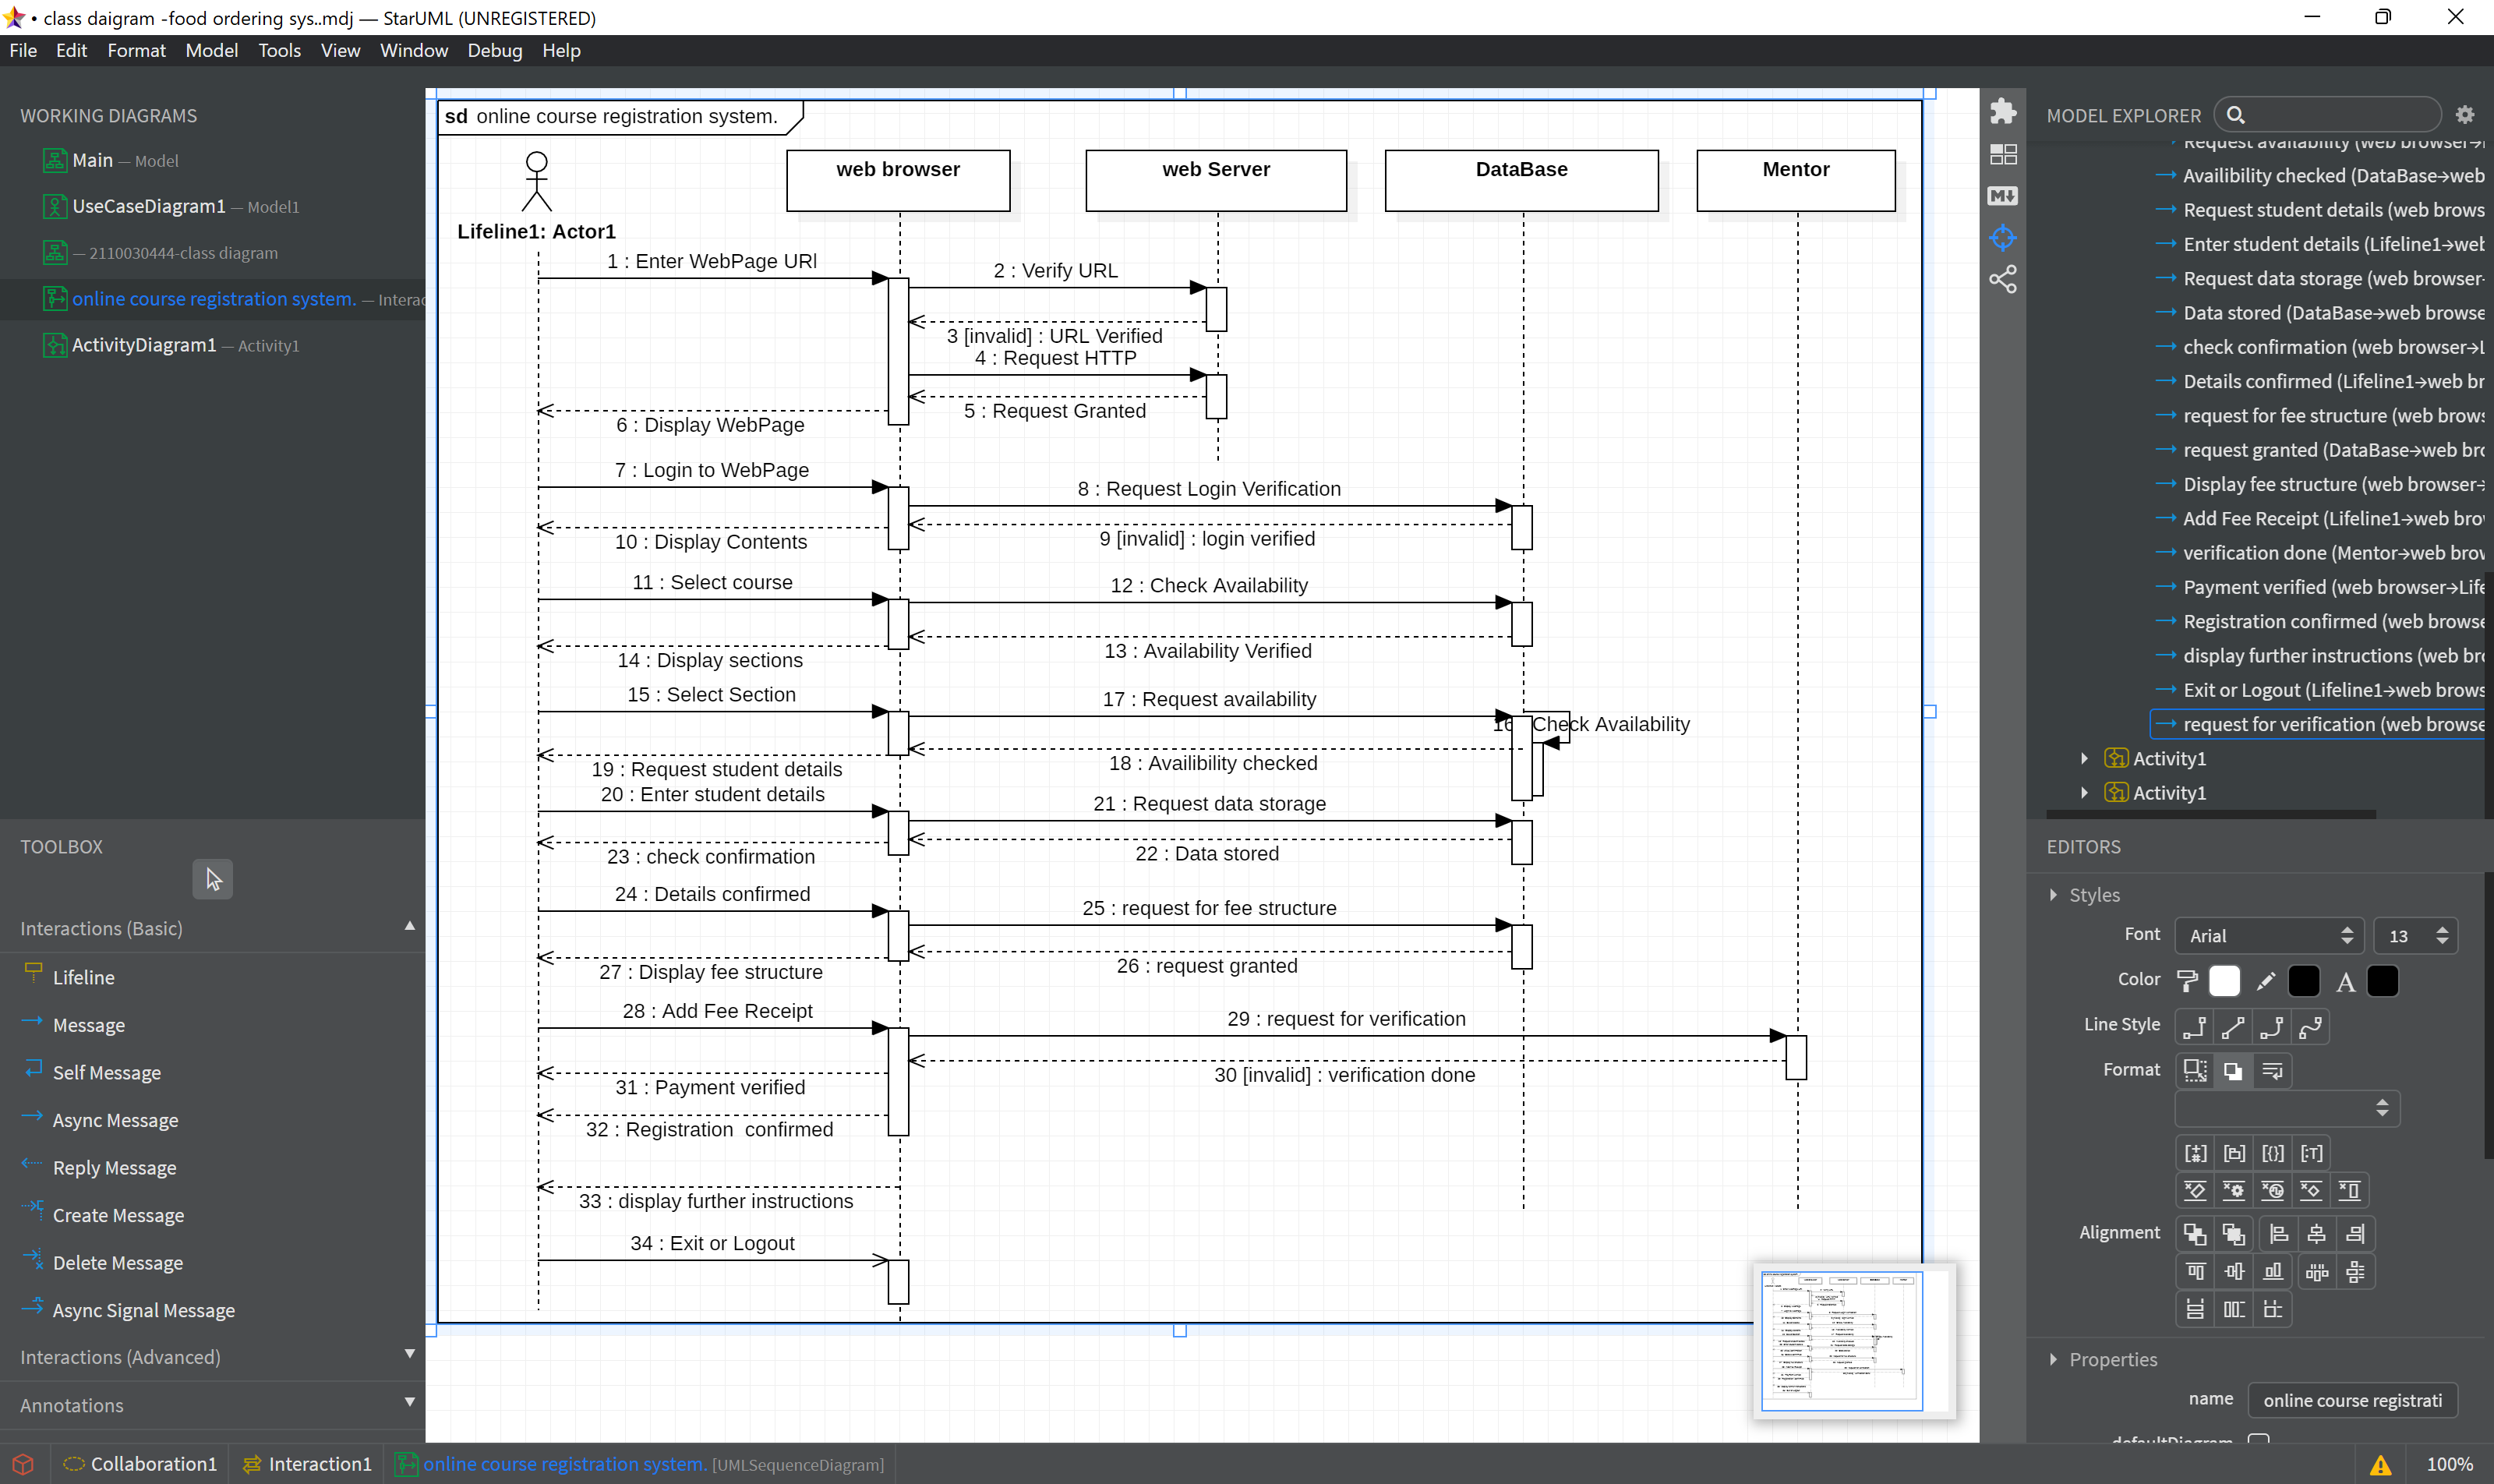 • class daigram -food ordering sys..mdj — StarUML (UNREGISTERED)
File Edit Format Model Tools View Window Debug Help
WORKING DIAGRAMS
Main — Model
UseCaseDiagram1 — Model1
— 2110030444-class diagram
online course registration system. — Interac
ActivityDiagram1 — Activity1
TOOLBOX
Interactions (Basic)
Lifeline
Message
Self Message
Async Message
Reply Message
Create Message
Delete Message
Async Signal Message
Interactions (Advanced)
Annotations
sd online course registration system.
web browser
web Server
DataBase
Mentor
Lifeline1: Actor1
1 : Enter WebPage URl
2 : Verify URL
3 [invalid] : URL Verified
4 : Request HTTP
5 : Request Granted
6 : Display WebPage
7 : Login to WebPage
8 : Request Login Verification
9 [invalid] : login verified
10 : Display Contents
11 : Select course
12 : Check Availability
13 : Availability Verified
14 : Display sections
15 : Select Section
17 : Request availability
16 : Check Availability
18 : Availibility checked
19 : Request student details
20 : Enter student details
21 : Request data storage
22 : Data stored
23 : check confirmation
24 : Details confirmed
25 : request for fee structure
26 : request granted
27 : Display fee structure
28 : Add Fee Receipt
29 : request for verification
30 [invalid] : verification done
31 : Payment verified
32 : Registration  confirmed
33 : display further instructions
34 : Exit or Logout
MODEL EXPLORER
Request availability (web browser→
Availibility checked (DataBase→web
Request student details (web brows
Enter student details (Lifeline1→web
Request data storage (web browser-
Data stored (DataBase→web browse
check confirmation (web browser→L
Details confirmed (Lifeline1→web br
request for fee structure (web brows
request granted (DataBase→web bro
Display fee structure (web browser→
Add Fee Receipt (Lifeline1→web brow
verification done (Mentor→web brow
Payment verified (web browser→Life
Registration confirmed (web browse
display further instructions (web bro
Exit or Logout (Lifeline1→web brows
request for verification (web browse
Activity1
Activity1
EDITORS
Styles
Font Arial 13
Color
Line Style
Format
Alignment
Properties
name online course registrati
defaultDiagram
Collaboration1 Interaction1 online course registration system. [UMLSequenceDiagram]
100%